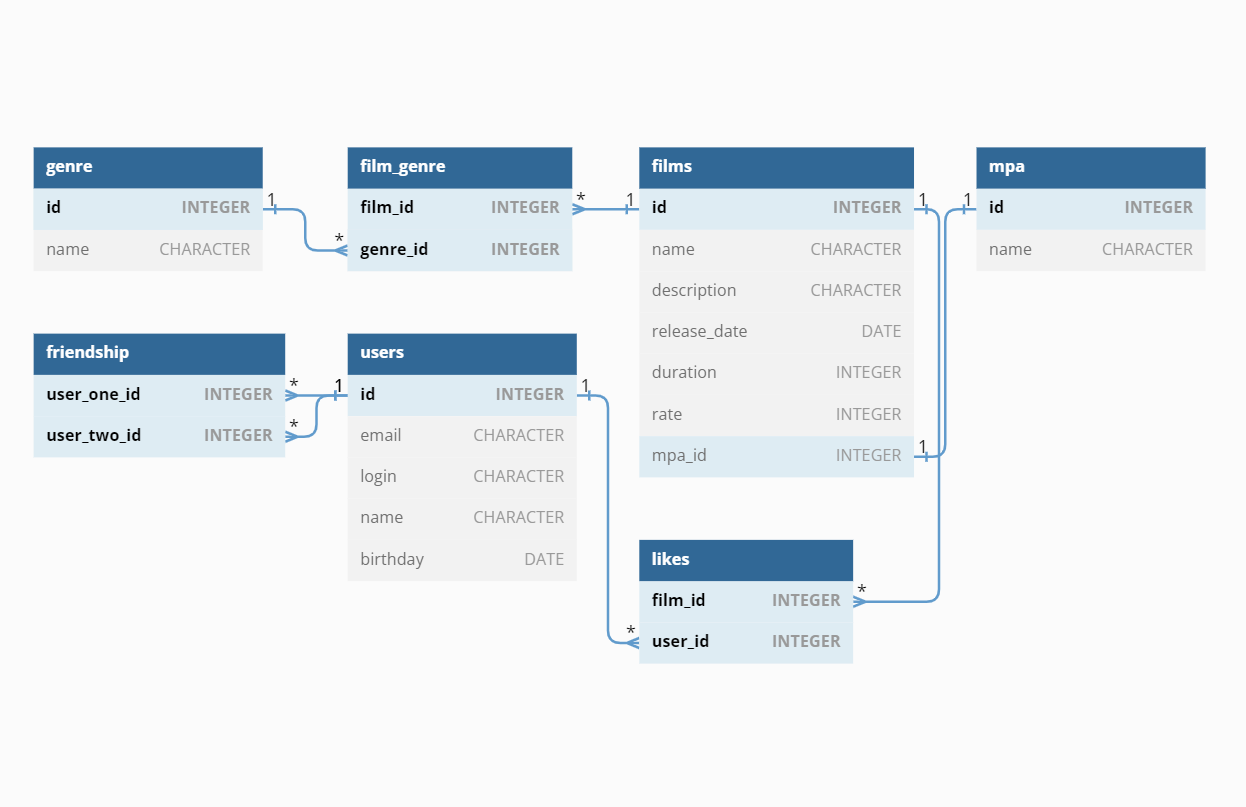 genre
id INTEGER
name CHARACTER
1
*
film_genre
film_id INTEGER
genre_id INTEGER
*
1
films
id INTEGER
name CHARACTER
description CHARACTER
release_date DATE
duration INTEGER
rate INTEGER
mpa_id INTEGER
1
1
1
mpa
id INTEGER
name CHARACTER
friendship
user_one_id INTEGER
user_two_id INTEGER
*
*
1
users
id INTEGER
email CHARACTER
login CHARACTER
name CHARACTER
birthday DATE
1
*
likes
film_id INTEGER
user_id INTEGER
*